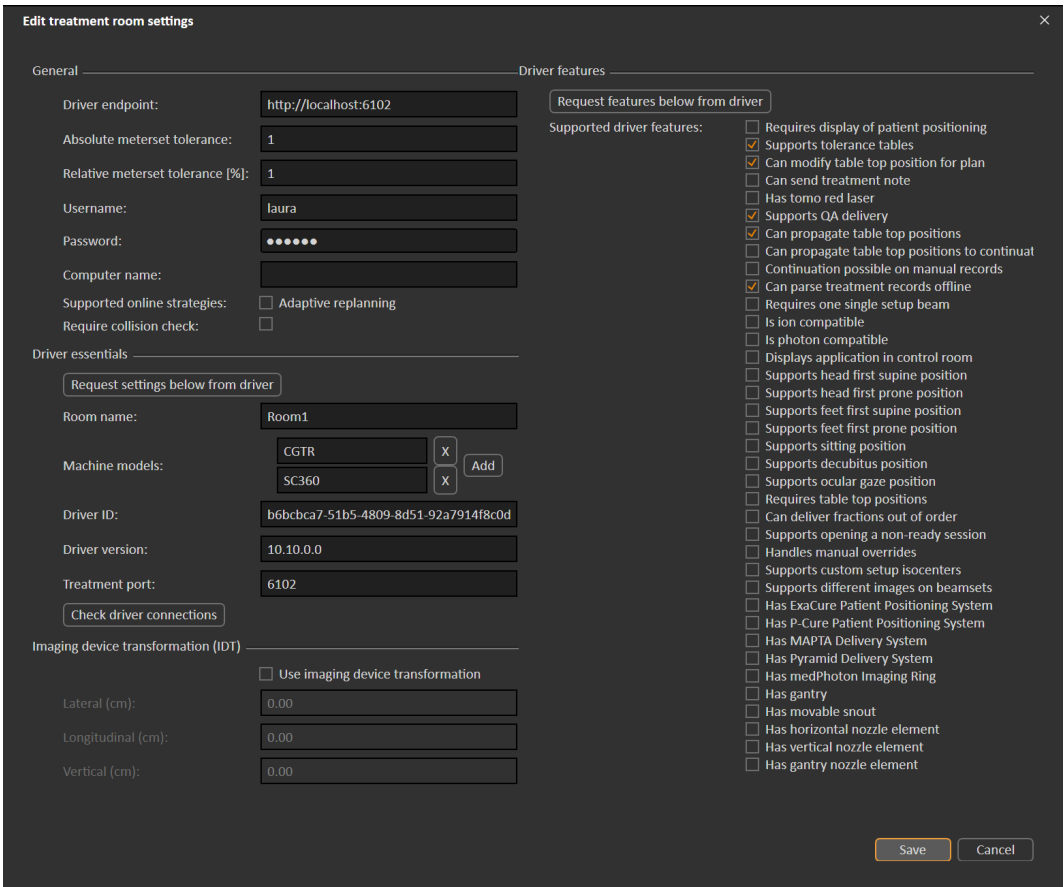 Edit treatment room settings
General
Driver endpoint: http://localhost:6102
Absolute meterset tolerance: 1
Relative meterset tolerance [%]: 1
Username: laura
Password: ●●●●●●
Computer name:
Supported online strategies: Adaptive replanning
Require collision check:
Driver essentials
Request settings below from driver
Room name: Room1
Machine models:
CGTR X
SC360 X
Add
Driver ID: b6bcbca7-51b5-4809-8d51-92a7914f8c0d
Driver version: 10.10.0.0
Treatment port: 6102
Check driver connections
Imaging device transformation (IDT)
Use imaging device transformation
Lateral (cm): 0.00
Longitudinal (cm): 0.00
Vertical (cm): 0.00
Driver features
Request features below from driver
Supported driver features:
Requires display of patient positioning
Supports tolerance tables
Can modify table top position for plan
Can send treatment note
Has tomo red laser
Supports QA delivery
Can propagate table top positions
Can propagate table top positions to continuat
Continuation possible on manual records
Can parse treatment records offline
Requires one single setup beam
Is ion compatible
Is photon compatible
Displays application in control room
Supports head first supine position
Supports head first prone position
Supports feet first supine position
Supports feet first prone position
Supports sitting position
Supports decubitus position
Supports ocular gaze position
Requires table top positions
Can deliver fractions out of order
Supports opening a non-ready session
Handles manual overrides
Supports custom setup isocenters
Supports different images on beamsets
Has ExaCure Patient Positioning System
Has P-Cure Patient Positioning System
Has MAPTA Delivery System
Has Pyramid Delivery System
Has medPhoton Imaging Ring
Has gantry
Has movable snout
Has horizontal nozzle element
Has vertical nozzle element
Has gantry nozzle element
Save Cancel